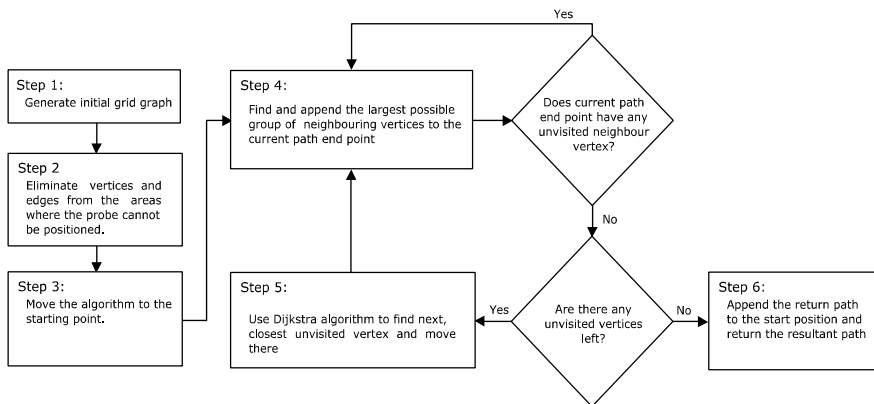 Step 1:
Generate initial grid graph
Step 2
Eliminate vertices and
edges from the areas
where the probe cannot
be positioned.
Step 3:
Move the algorithm to the
starting point.
Step 4:
Find and append the largest possible
group of neighbouring vertices to the
current path end point
Yes
Does current path
end point have any
unvisited neighbour
vertex?
No
Are there any
unvisited vertices
left?
Yes
Step 5:
Use Dijkstra algorithm to find next,
closest unvisited vertex and move
there
No
Step 6:
Append the return path
to the start position and
return the resultant path